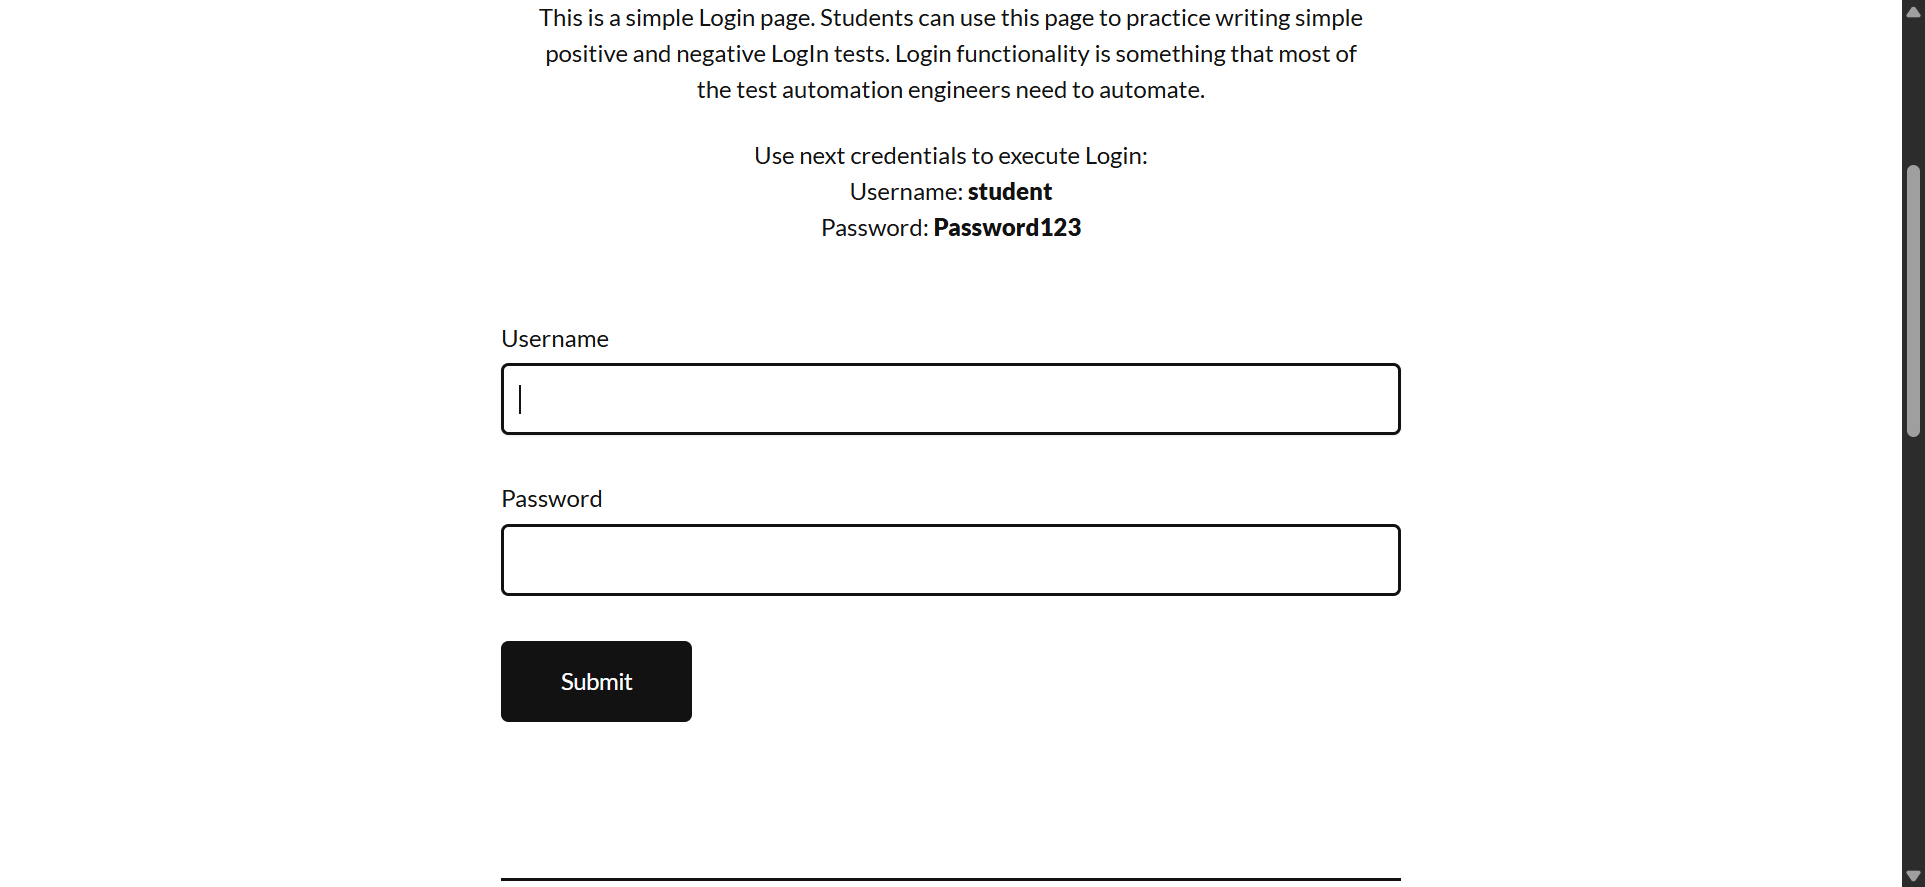 This is a simple Login page. Students can use this page to practice writing simple
positive and negative LogIn tests. Login functionality is something that most of
the test automation engineers need to automate.
Use next credentials to execute Login:
Username: student
Password: Password123
Username
Password
Submit